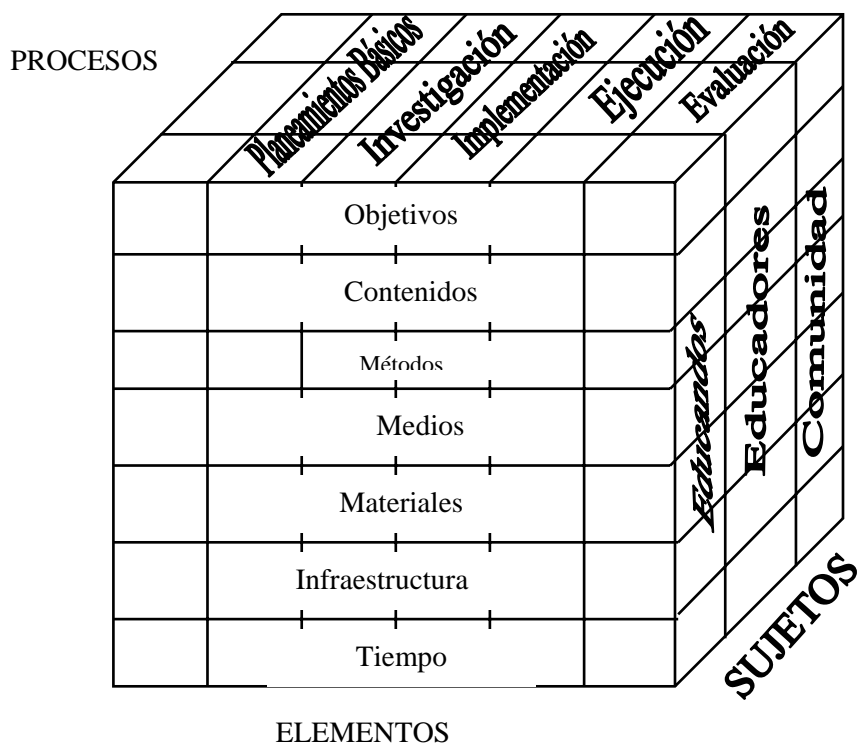 PROCESOS
Planeamientos Básicos
Investigación
Implementación
Ejecución
Evaluación
Objetivos
Contenidos
Métodos
Medios
Materiales
Infraestructura
Tiempo
Educandos
Educadores
Comunidad
SUJETOS
ELEMENTOS